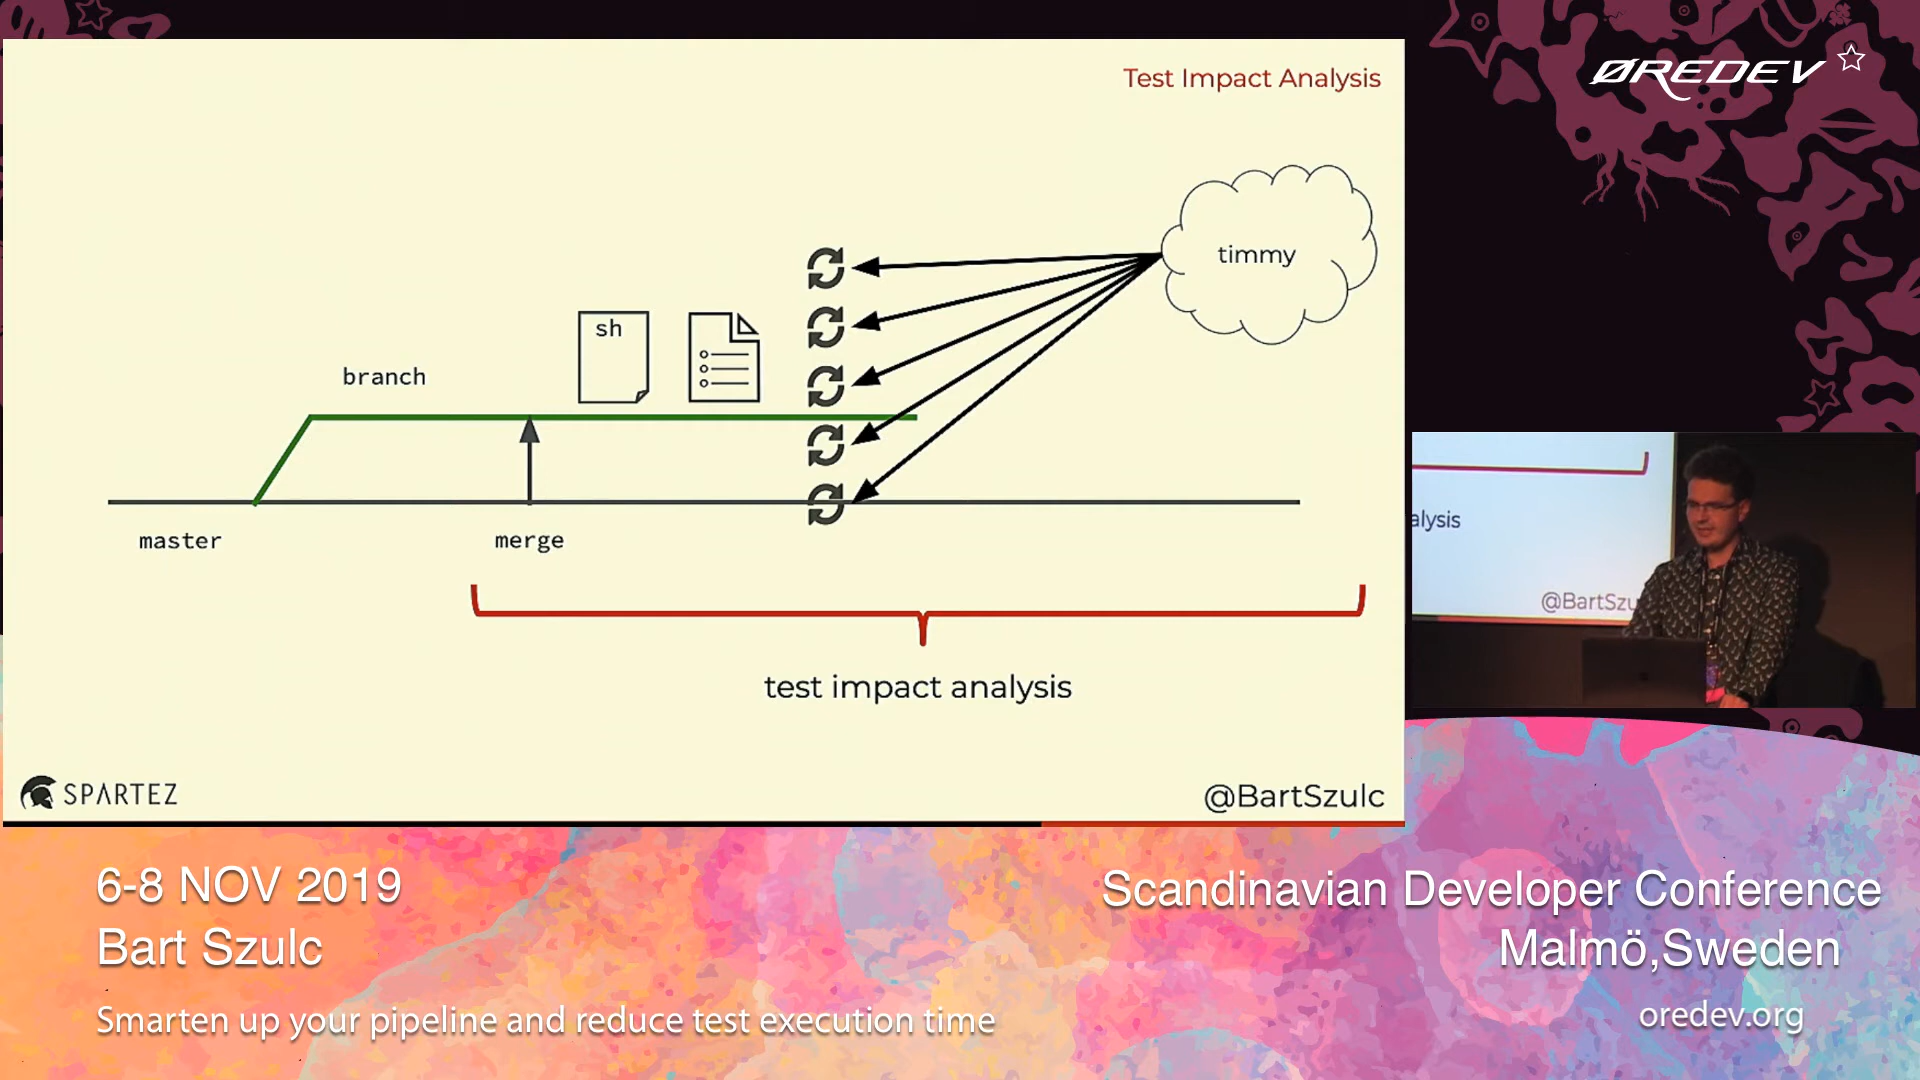 ØREDEV
Test Impact Analysis
timmy
sh
branch
master
merge
test impact analysis
SPARTEZ
@BartSzulc
alysis
@BartSzu
6-8 NOV 2019
Bart Szulc
Smarten up your pipeline and reduce test execution time
Scandinavian Developer Conference
Malmö,Sweden
oredev.org